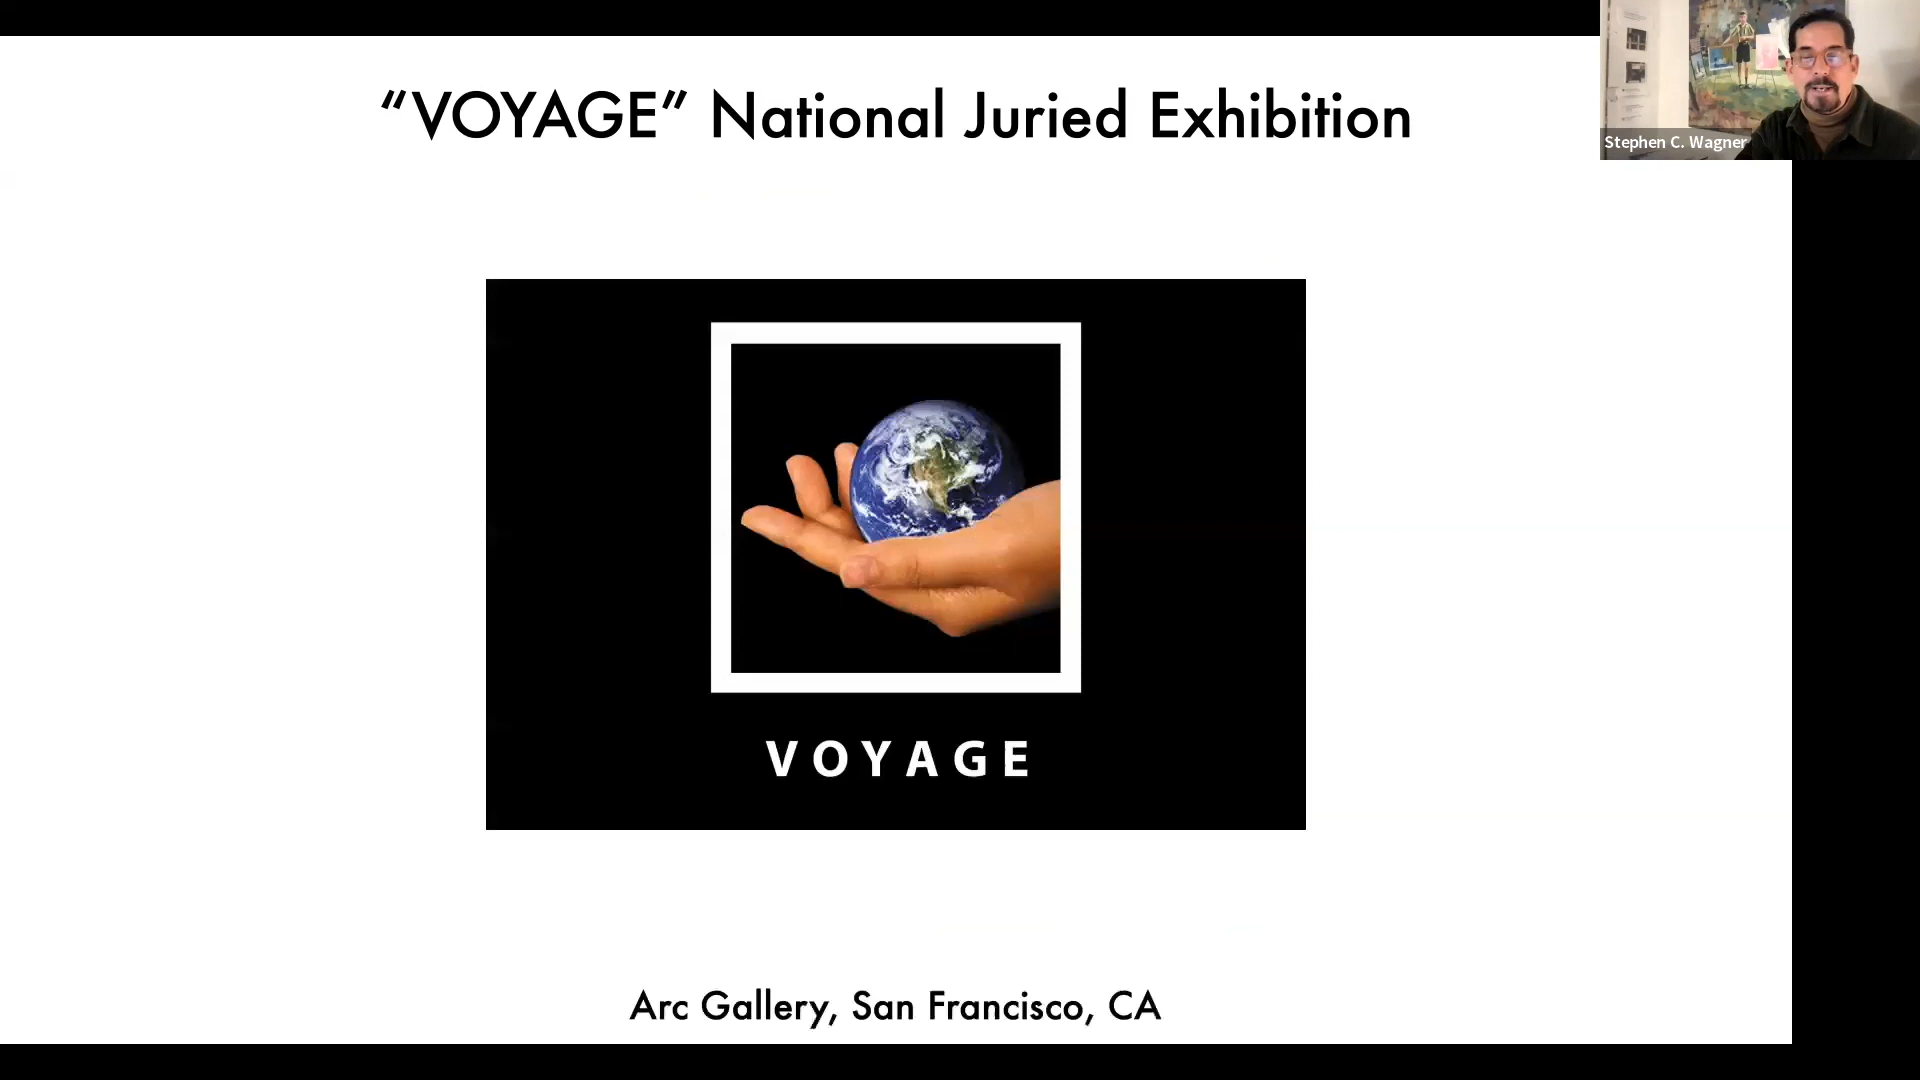 “VOYAGE” National Juried Exhibition
Stephen C. Wagner
VOYAGE
Arc Gallery, San Francisco, CA